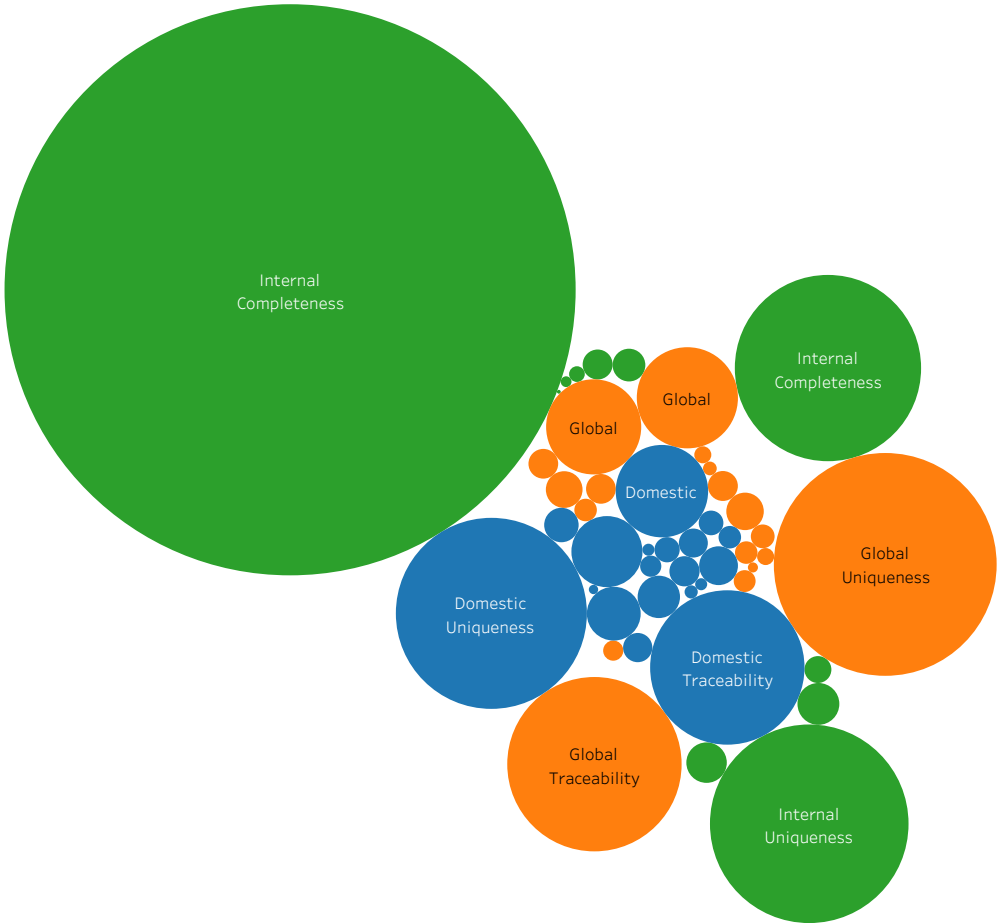 Internal
Completeness
Internal
Completeness
Global
Global
Domestic
Global
Uniqueness
Domestic
Uniqueness
Domestic
Traceability
Global
Traceability
Internal
Uniqueness